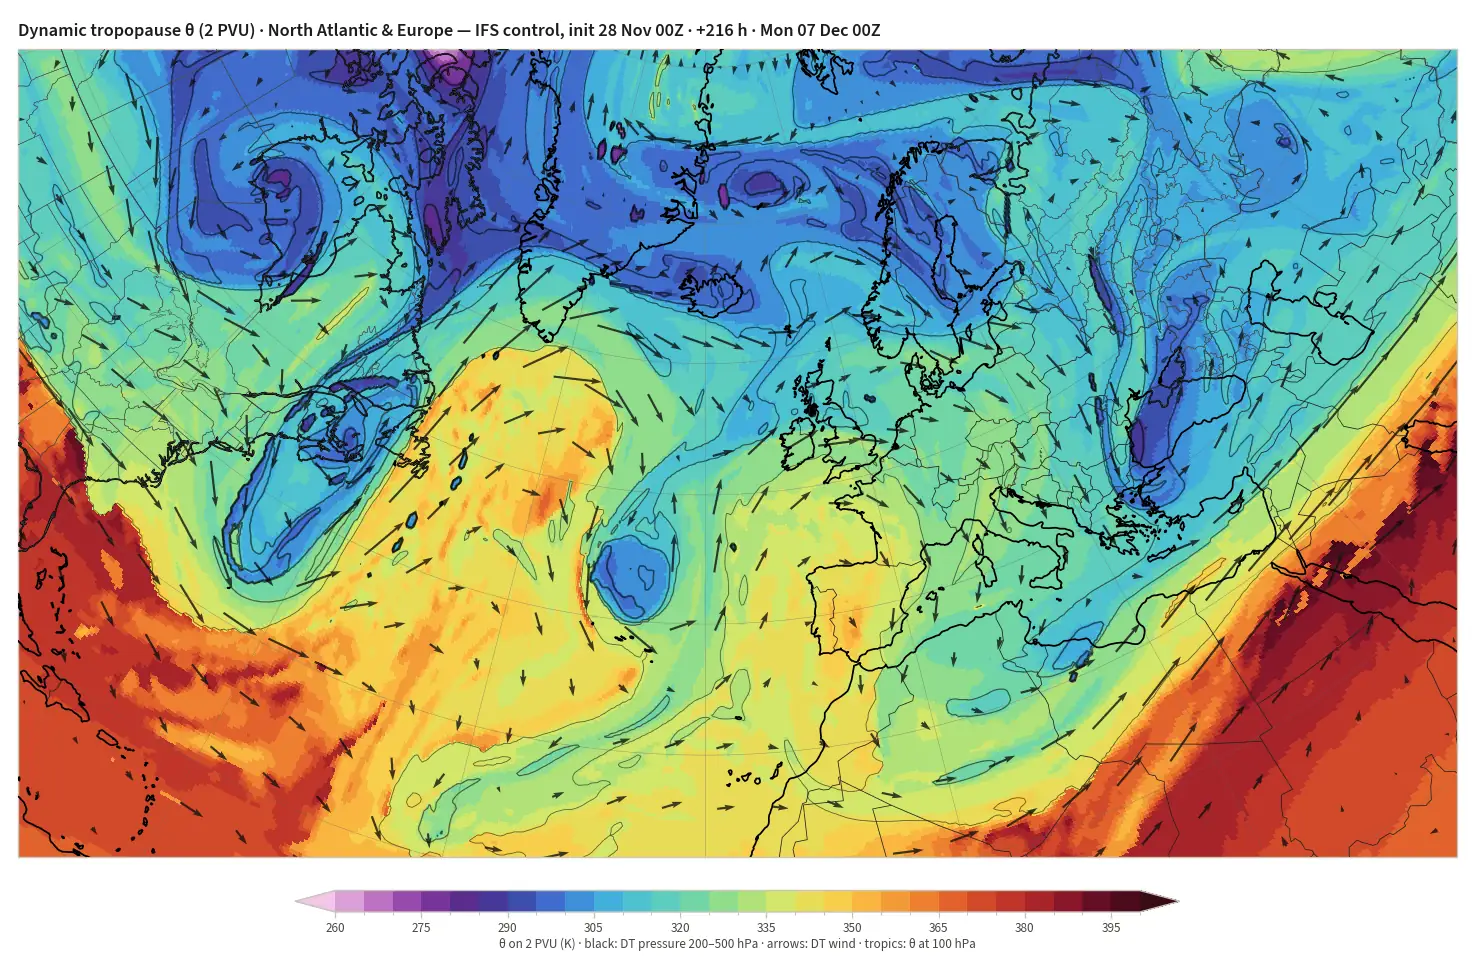 Dynamic tropopause θ (2 PVU) · North Atlantic & Europe — IFS control, init 28 Nov 00Z · +216 h · Mon 07 Dec 00Z
260 275 290 305 320 335 350 365 380 395
θ on 2 PVU (K) · black: DT pressure 200–500 hPa · arrows: DT wind · tropics: θ at 100 hPa